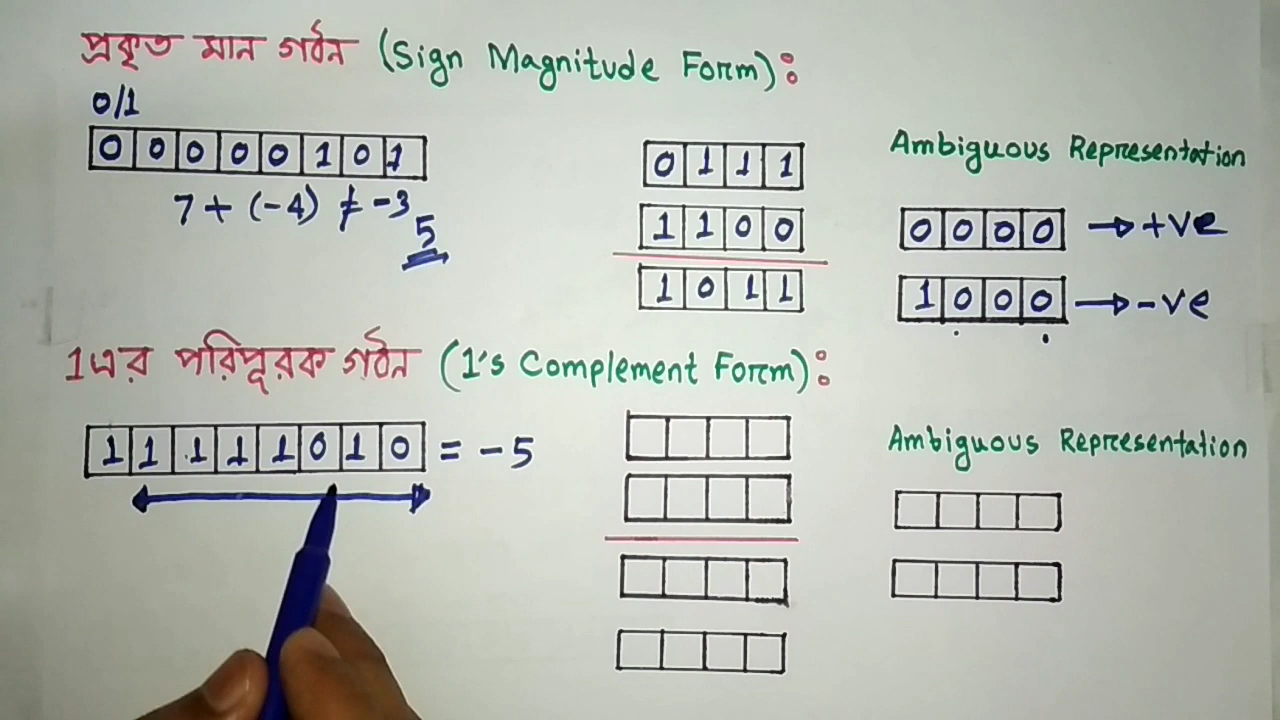 প্রকৃত মান গঠন (Sign Magnitude Form):
0/1
0 0 0 0 0 1 0 1
7 + (-4) ≠ -3
5
0 1 1 1
1 1 0 0
1 0 1 1
Ambiguous Representation
0 0 0 0 → +ve
1 0 0 0 → -ve
1এর পরিপূরক গঠন (1's Complement Form):
1 1 1 1 1 0 1 0 = -5
Ambiguous Representation